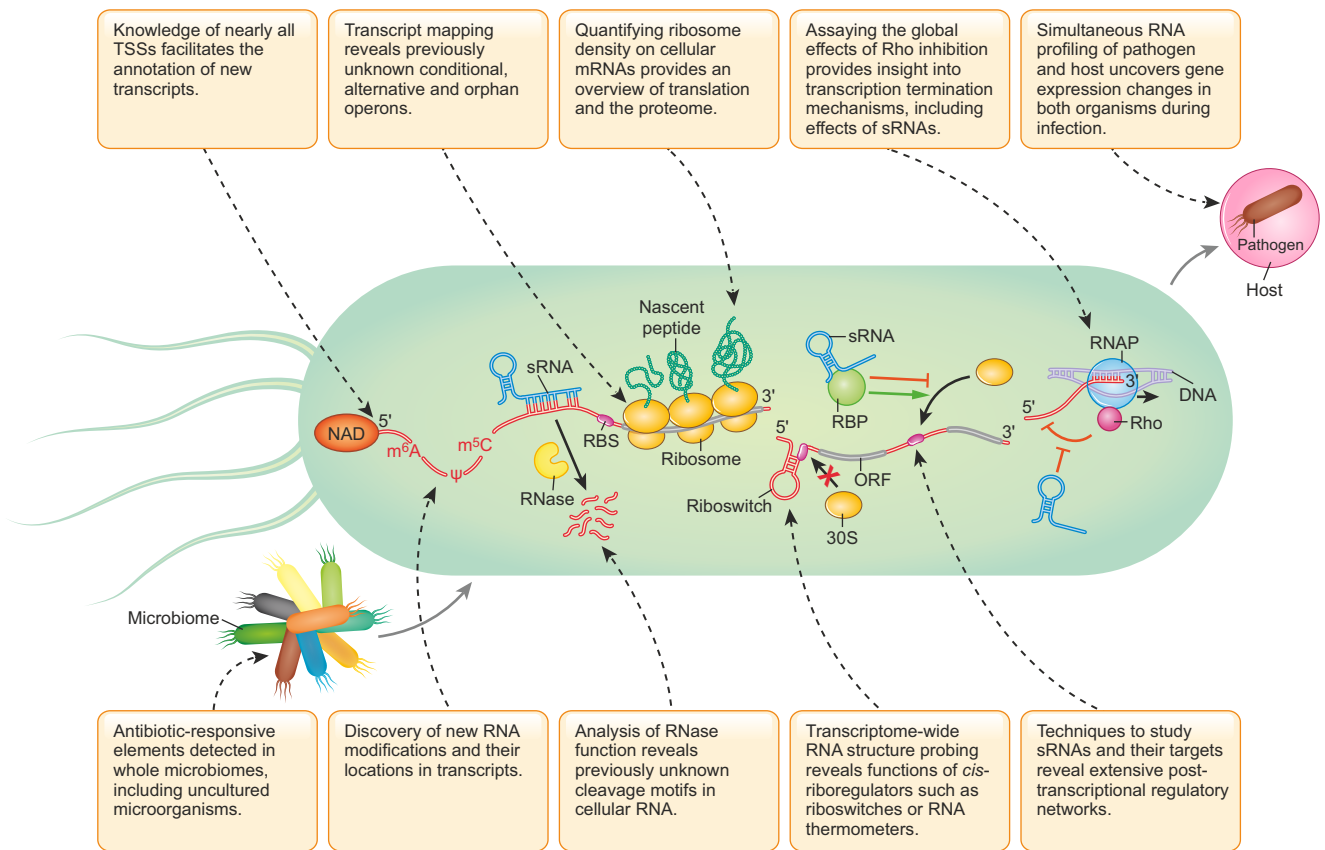 Knowledge of nearly all
TSSs facilitates the
annotation of new
transcripts.
Transcript mapping
reveals previously
unknown conditional,
alternative and orphan
operons.
Quantifying ribosome
density on cellular
mRNAs provides an
overview of translation
and the proteome.
Assaying the global
effects of Rho inhibition
provides insight into
transcription termination
mechanisms, including
effects of sRNAs.
Simultaneous RNA
profiling of pathogen
and host uncovers gene
expression changes in
both organisms during
infection.
Pathogen
Host
Nascent
peptide
sRNA
sRNA
RNAP
3'
DNA
Rho
NAD
5'
m⁶A
Ψ
m⁵C
RBS
3'
Ribosome
RNase
RBP
5'
3'
5'
Riboswitch
ORF
30S
Microbiome
Antibiotic-responsive
elements detected in
whole microbiomes,
including uncultured
microorganisms.
Discovery of new RNA
modifications and their
locations in transcripts.
Analysis of RNase
function reveals
previously unknown
cleavage motifs in
cellular RNA.
Transcriptome-wide
RNA structure probing
reveals functions of cis-
riboregulators such as
riboswitches or RNA
thermometers.
Techniques to study
sRNAs and their targets
reveal extensive post-
transcriptional regulatory
networks.